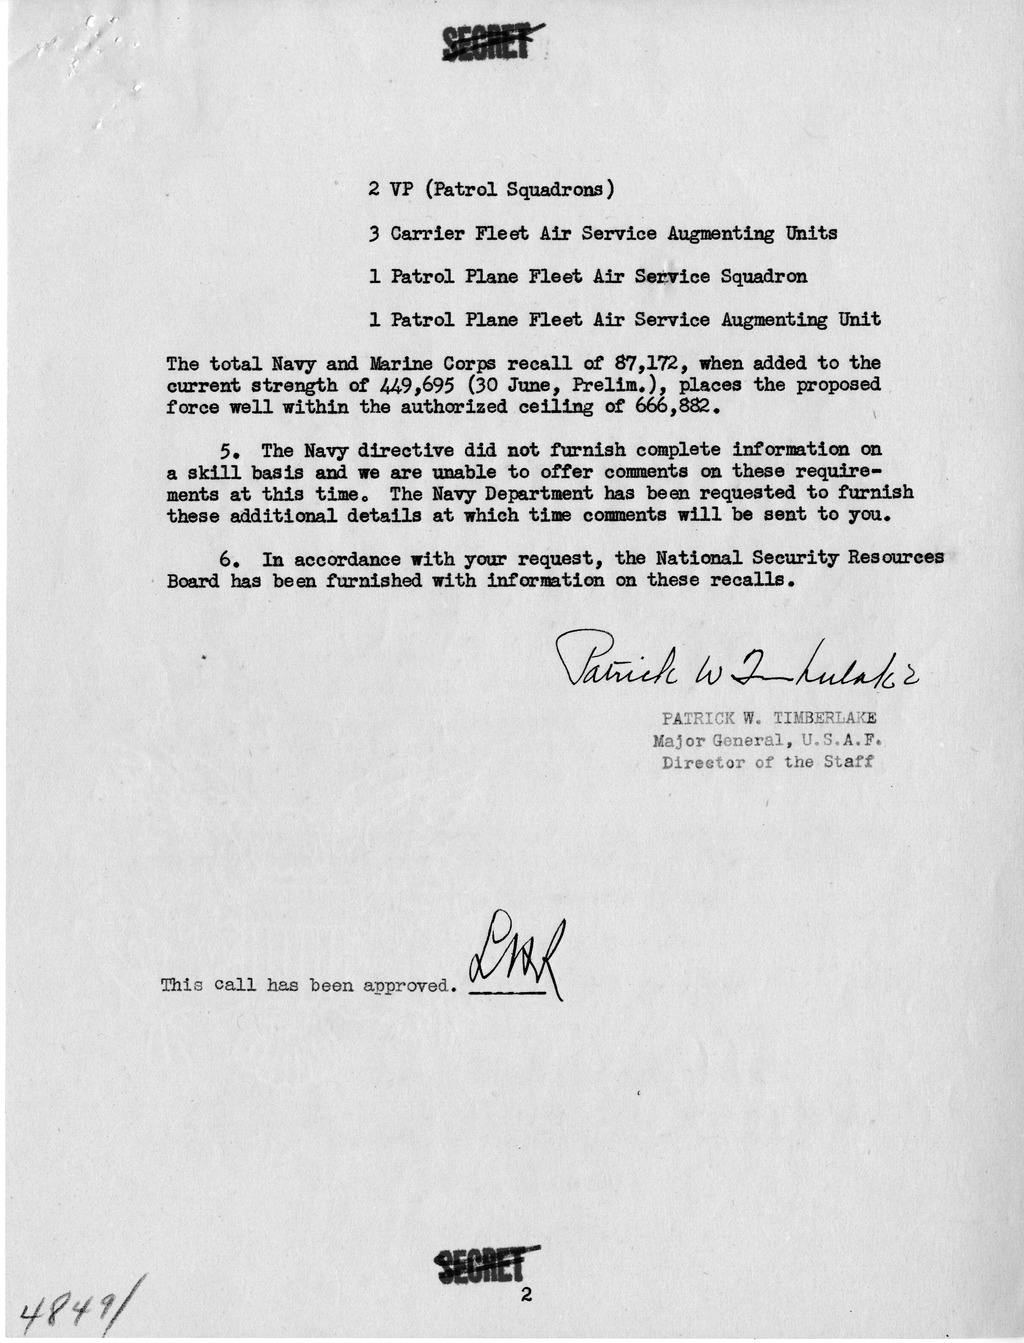 SECRET
2 VP (Patrol Squadrons)
3 Carrier Fleet Air Service Augmenting Units
1 Patrol Plane Fleet Air Service Squadron
1 Patrol Plane Fleet Air Service Augmenting Unit
The total Navy and Marine Corps recall of 87,172, when added to the
current strength of 449,695 (30 June, Prelim.), places the proposed
force well within the authorized ceiling of 666,882.
5. The Navy directive did not furnish complete information on
a skill basis and we are unable to offer comments on these require-
ments at this time. The Navy Department has been requested to furnish
these additional details at which time comments will be sent to you.
6. In accordance with your request, the National Security Resources
Board has been furnished with information on these recalls.
Patrick W Timberlake
PATRICK W. TIMBERLAKE
Major General, U.S.A.F.
Director of the Staff
This call has been approved.
SECRET
2
48491